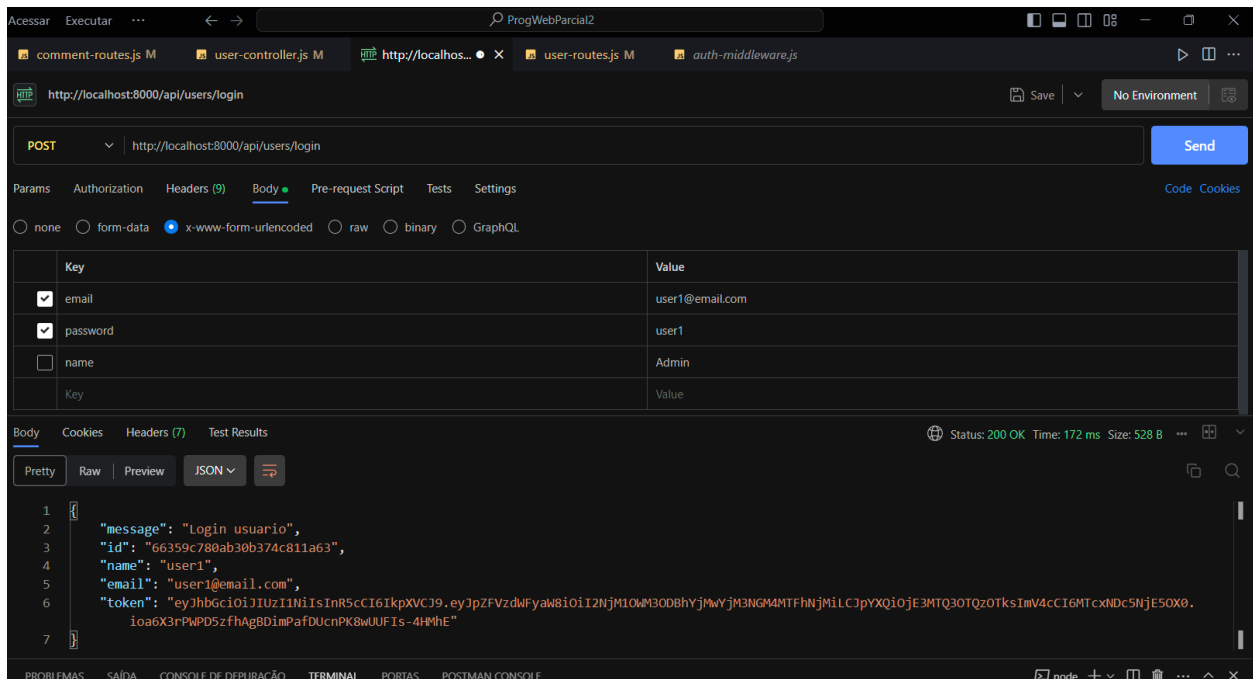 Acessar Executar ··· ← → ProgWebParcial2
comment-routes.js M user-controller.js M http://localhos... user-routes.js M auth-middleware.js
HTTP http://localhost:8000/api/users/login Save No Environment
POST http://localhost:8000/api/users/login Send
Params Authorization Headers (9) Body Pre-request Script Tests Settings Code Cookies
none form-data x-www-form-urlencoded raw binary GraphQL
Key Value
email user1@email.com
password user1
name Admin
Key Value
Body Cookies Headers (7) Test Results Status: 200 OK Time: 172 ms Size: 528 B
Pretty Raw Preview JSON
1 {
2 "message": "Login usuario",
3 "id": "66359c780ab30b374c811a63",
4 "name": "user1",
5 "email": "user1@email.com",
6 "token": "eyJhbGciOiJIUzI1NiIsInR5cCI6IkpXVCJ9.eyJpZFVzdWFyaW8iOiI2NjM1OWM3ODBhYjMwYjM3NGM4MTFhNjMiLCJpYXQiOjE3MTQ3OTQzOTksImV4cCI6MTcxNDc5NjE5OX0.
ioa6X3rPWPD5zfhAgBDimPafDUcnPK8wUUFIs-4HMhE"
7 }
PROBLEMAS SAÍDA CONSOLE DE DEPURAÇÃO TERMINAL PORTAS POSTMAN CONSOLE node